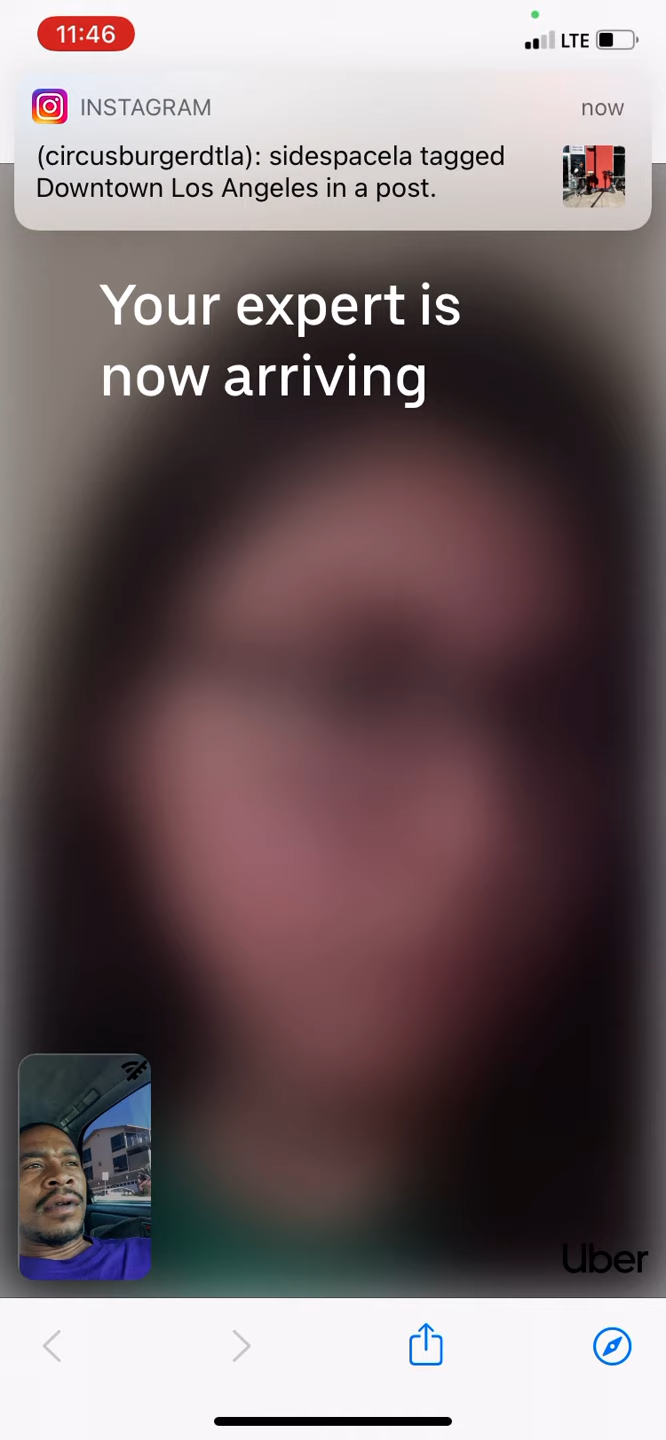 11:46
LTE
INSTAGRAM
now
(circusburgerdtla): sidespacela tagged
Downtown Los Angeles in a post.
Your expert is
now arriving
Uber